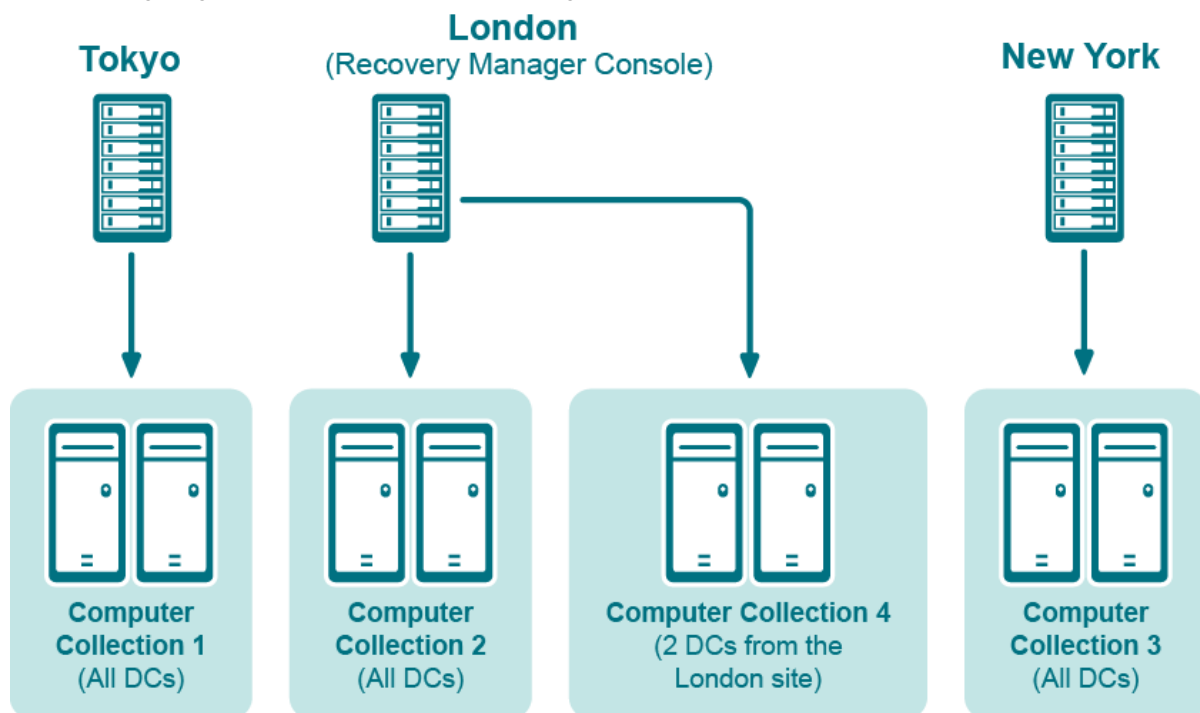 Tokyo
London
(Recovery Manager Console)
New York
Computer
Collection 1
(All DCs)
Computer
Collection 2
(All DCs)
Computer Collection 4
(2 DCs from the
London site)
Computer
Collection 3
(All DCs)